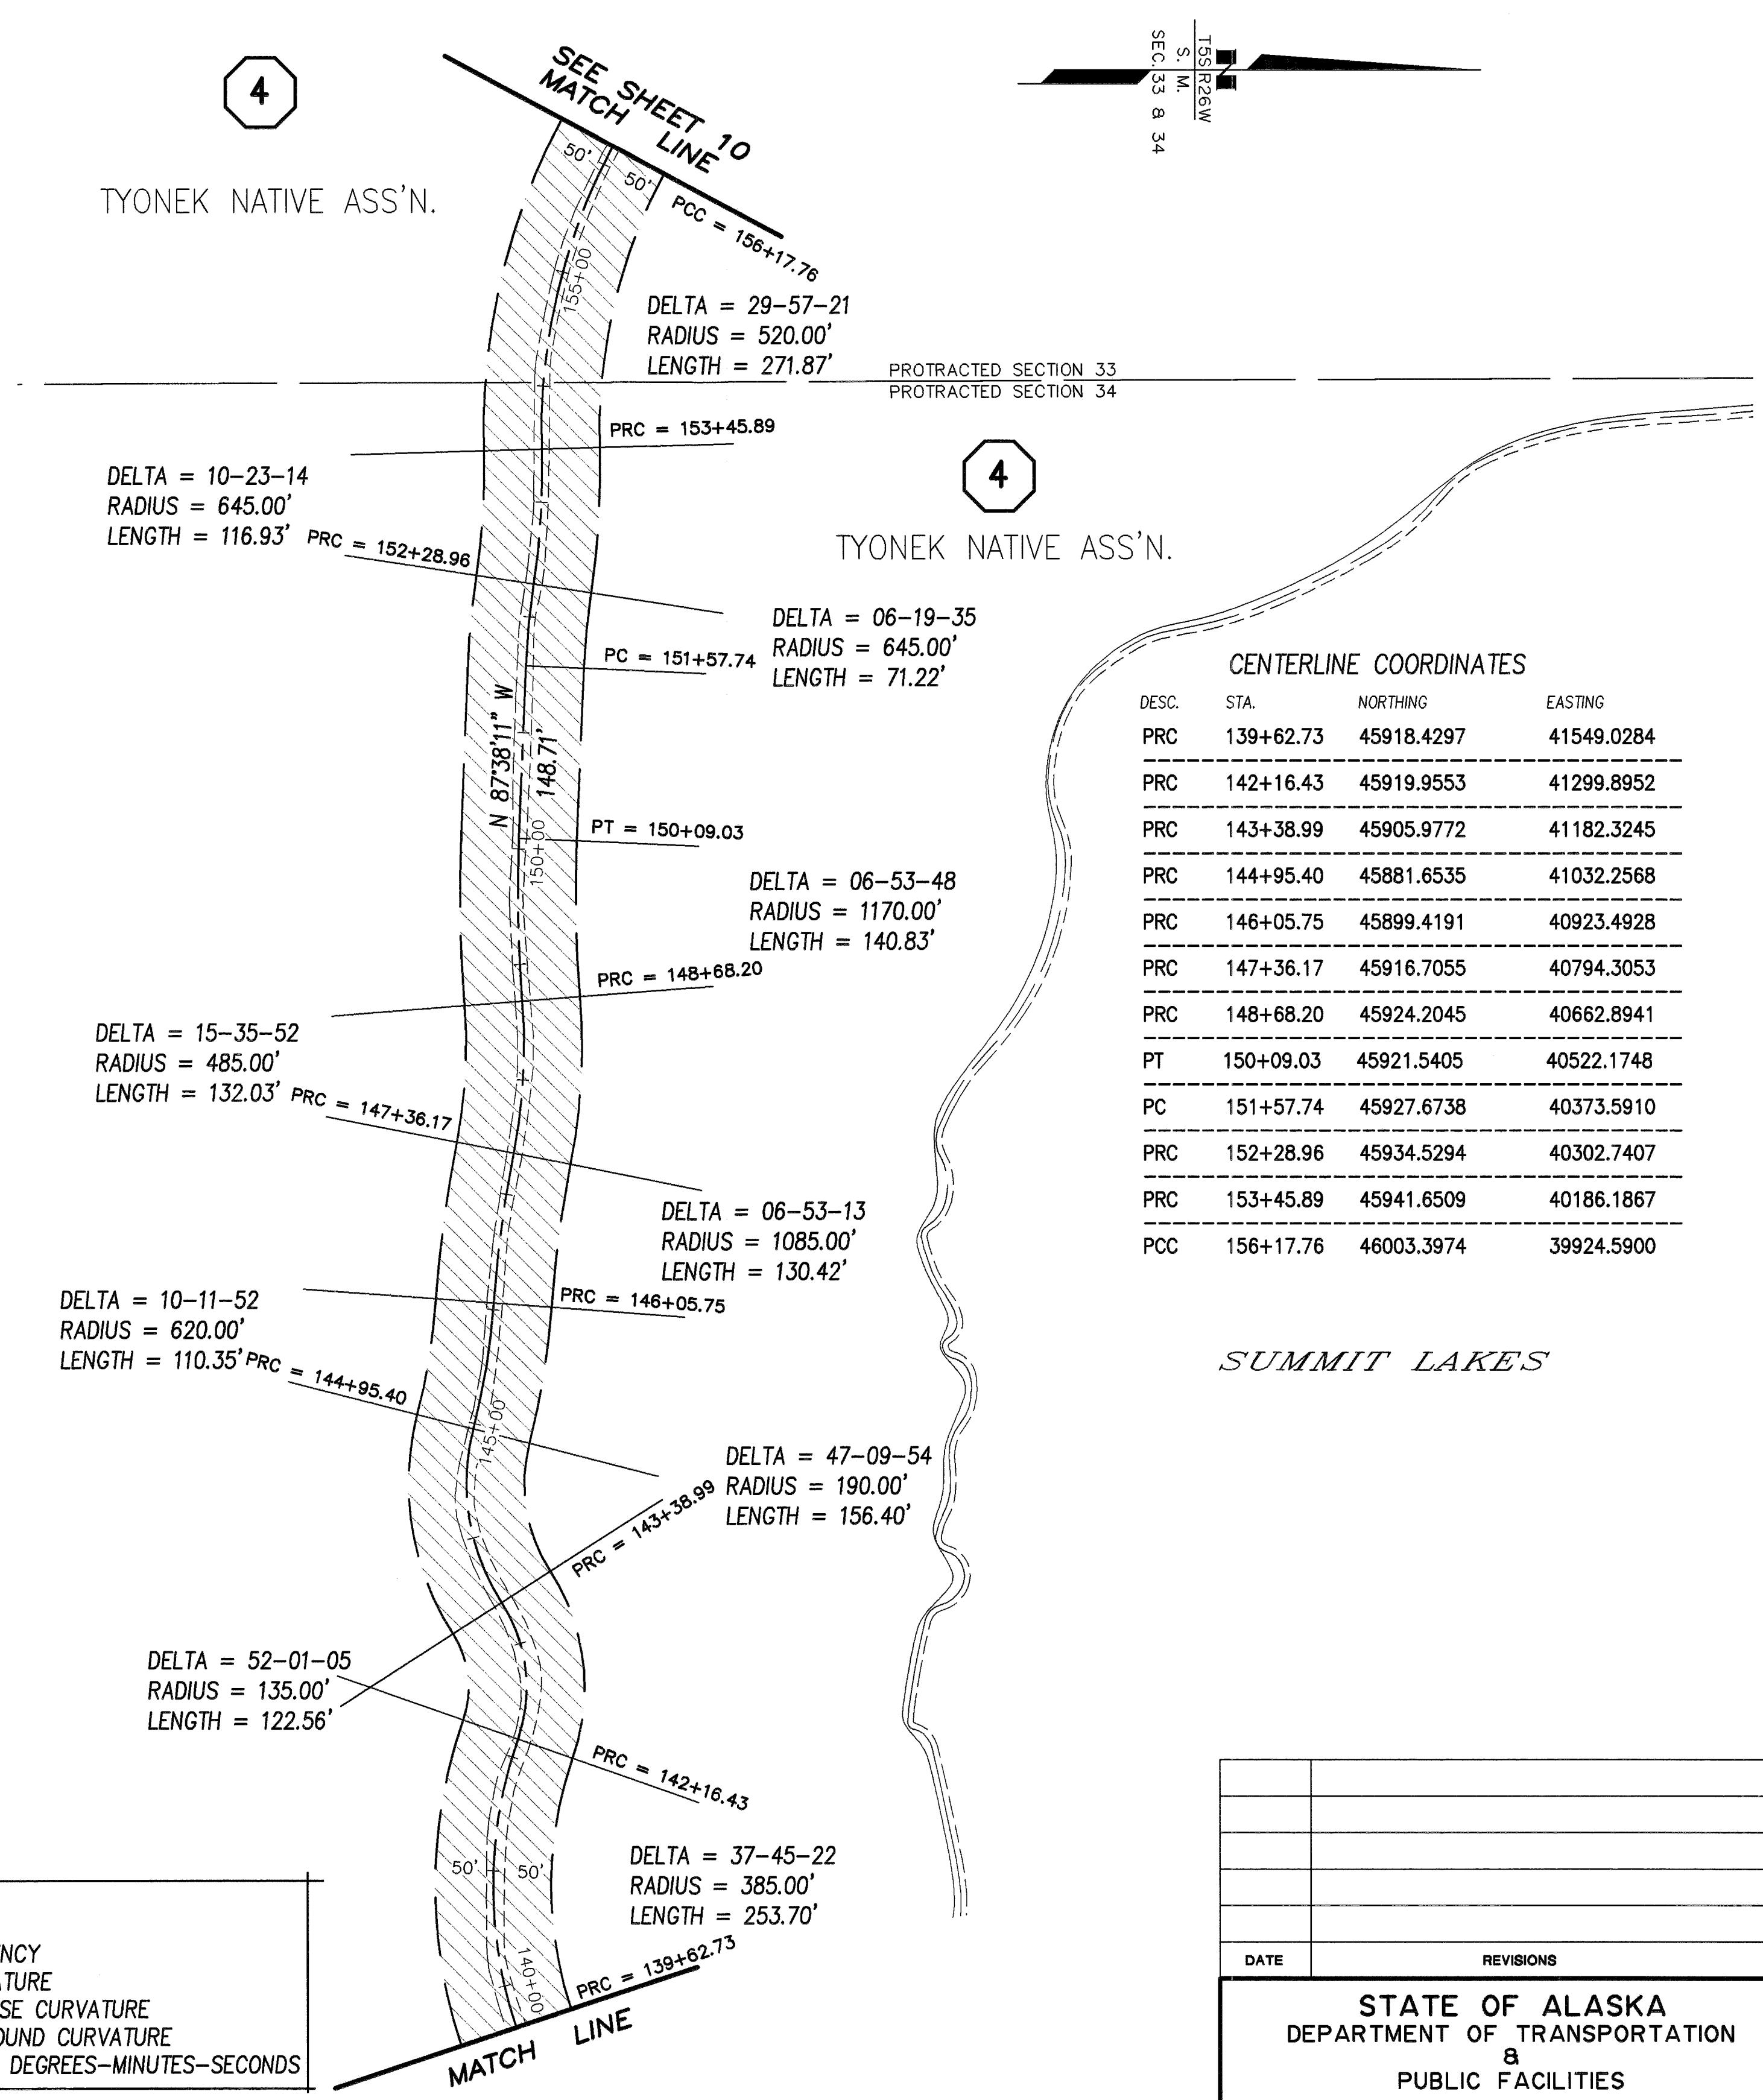 4
TYONEK NATIVE ASS'N.
SEE SHEET 10
MATCH LINE
T5S R26W
S. M.
SEC. 33 & 34
N
50'
50'
PCC = 156+17.76
155+00
DELTA = 29-57-21
RADIUS = 520.00'
LENGTH = 271.87'
PROTRACTED SECTION 33
PROTRACTED SECTION 34
PRC = 153+45.89
DELTA = 10-23-14
RADIUS = 645.00'
LENGTH = 116.93'
PRC = 152+28.96
4
TYONEK NATIVE ASS'N.
DELTA = 06-19-35
RADIUS = 645.00'
LENGTH = 71.22'
PC = 151+57.74
N 87°38'11" W
148.71'
PT = 150+09.03
150+00
DELTA = 06-53-48
RADIUS = 1170.00'
LENGTH = 140.83'
PRC = 148+68.20
DELTA = 15-35-52
RADIUS = 485.00'
LENGTH = 132.03'
PRC = 147+36.17
DELTA = 06-53-13
RADIUS = 1085.00'
LENGTH = 130.42'
PRC = 146+05.75
DELTA = 10-11-52
RADIUS = 620.00'
LENGTH = 110.35'
PRC = 144+95.40
145+00
DELTA = 47-09-54
RADIUS = 190.00'
LENGTH = 156.40'
PRC = 143+38.99
DELTA = 52-01-05
RADIUS = 135.00'
LENGTH = 122.56'
PRC = 142+16.43
DELTA = 37-45-22
RADIUS = 385.00'
LENGTH = 253.70'
50'
50'
140+00
PRC = 139+62.73
MATCH LINE
CENTERLINE COORDINATES
DESC. STA. NORTHING EASTING
PRC 139+62.73 45918.4297 41549.0284
PRC 142+16.43 45919.9553 41299.8952
PRC 143+38.99 45905.9772 41182.3245
PRC 144+95.40 45881.6535 41032.2568
PRC 146+05.75 45899.4191 40923.4928
PRC 147+36.17 45916.7055 40794.3053
PRC 148+68.20 45924.2045 40662.8941
PT 150+09.03 45921.5405 40522.1748
PC 151+57.74 45927.6738 40373.5910
PRC 152+28.96 45934.5294 40302.7407
PRC 153+45.89 45941.6509 40186.1867
PCC 156+17.76 46003.3974 39924.5900
SUMMIT LAKES
NCY
TURE
SE CURVATURE
OUND CURVATURE
DEGREES-MINUTES-SECONDS
DATE REVISIONS
STATE OF ALASKA
DEPARTMENT OF TRANSPORTATION
&
PUBLIC FACILITIES